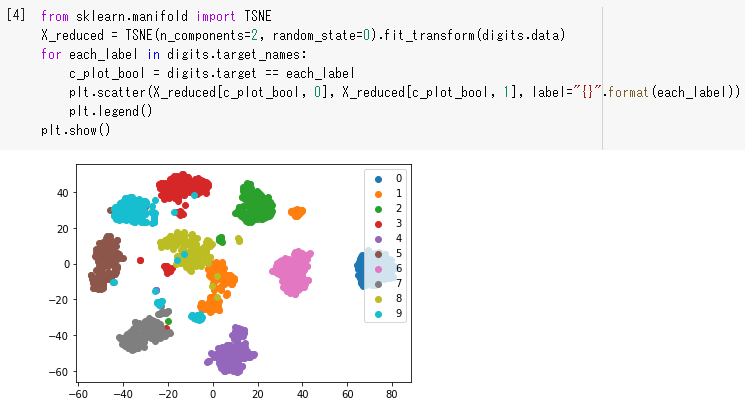 [4] from sklearn.manifold import TSNE
X_reduced = TSNE(n_components=2, random_state=0).fit_transform(digits.data)
for each_label in digits.target_names:
    c_plot_bool = digits.target == each_label
    plt.scatter(X_reduced[c_plot_bool, 0], X_reduced[c_plot_bool, 1], label="{}".format(each_label))
    plt.legend()
plt.show()
40
20
0
−20
−40
−60
−60 −40 −20 0 20 40 60 80
0
1
2
3
4
5
6
7
8
9